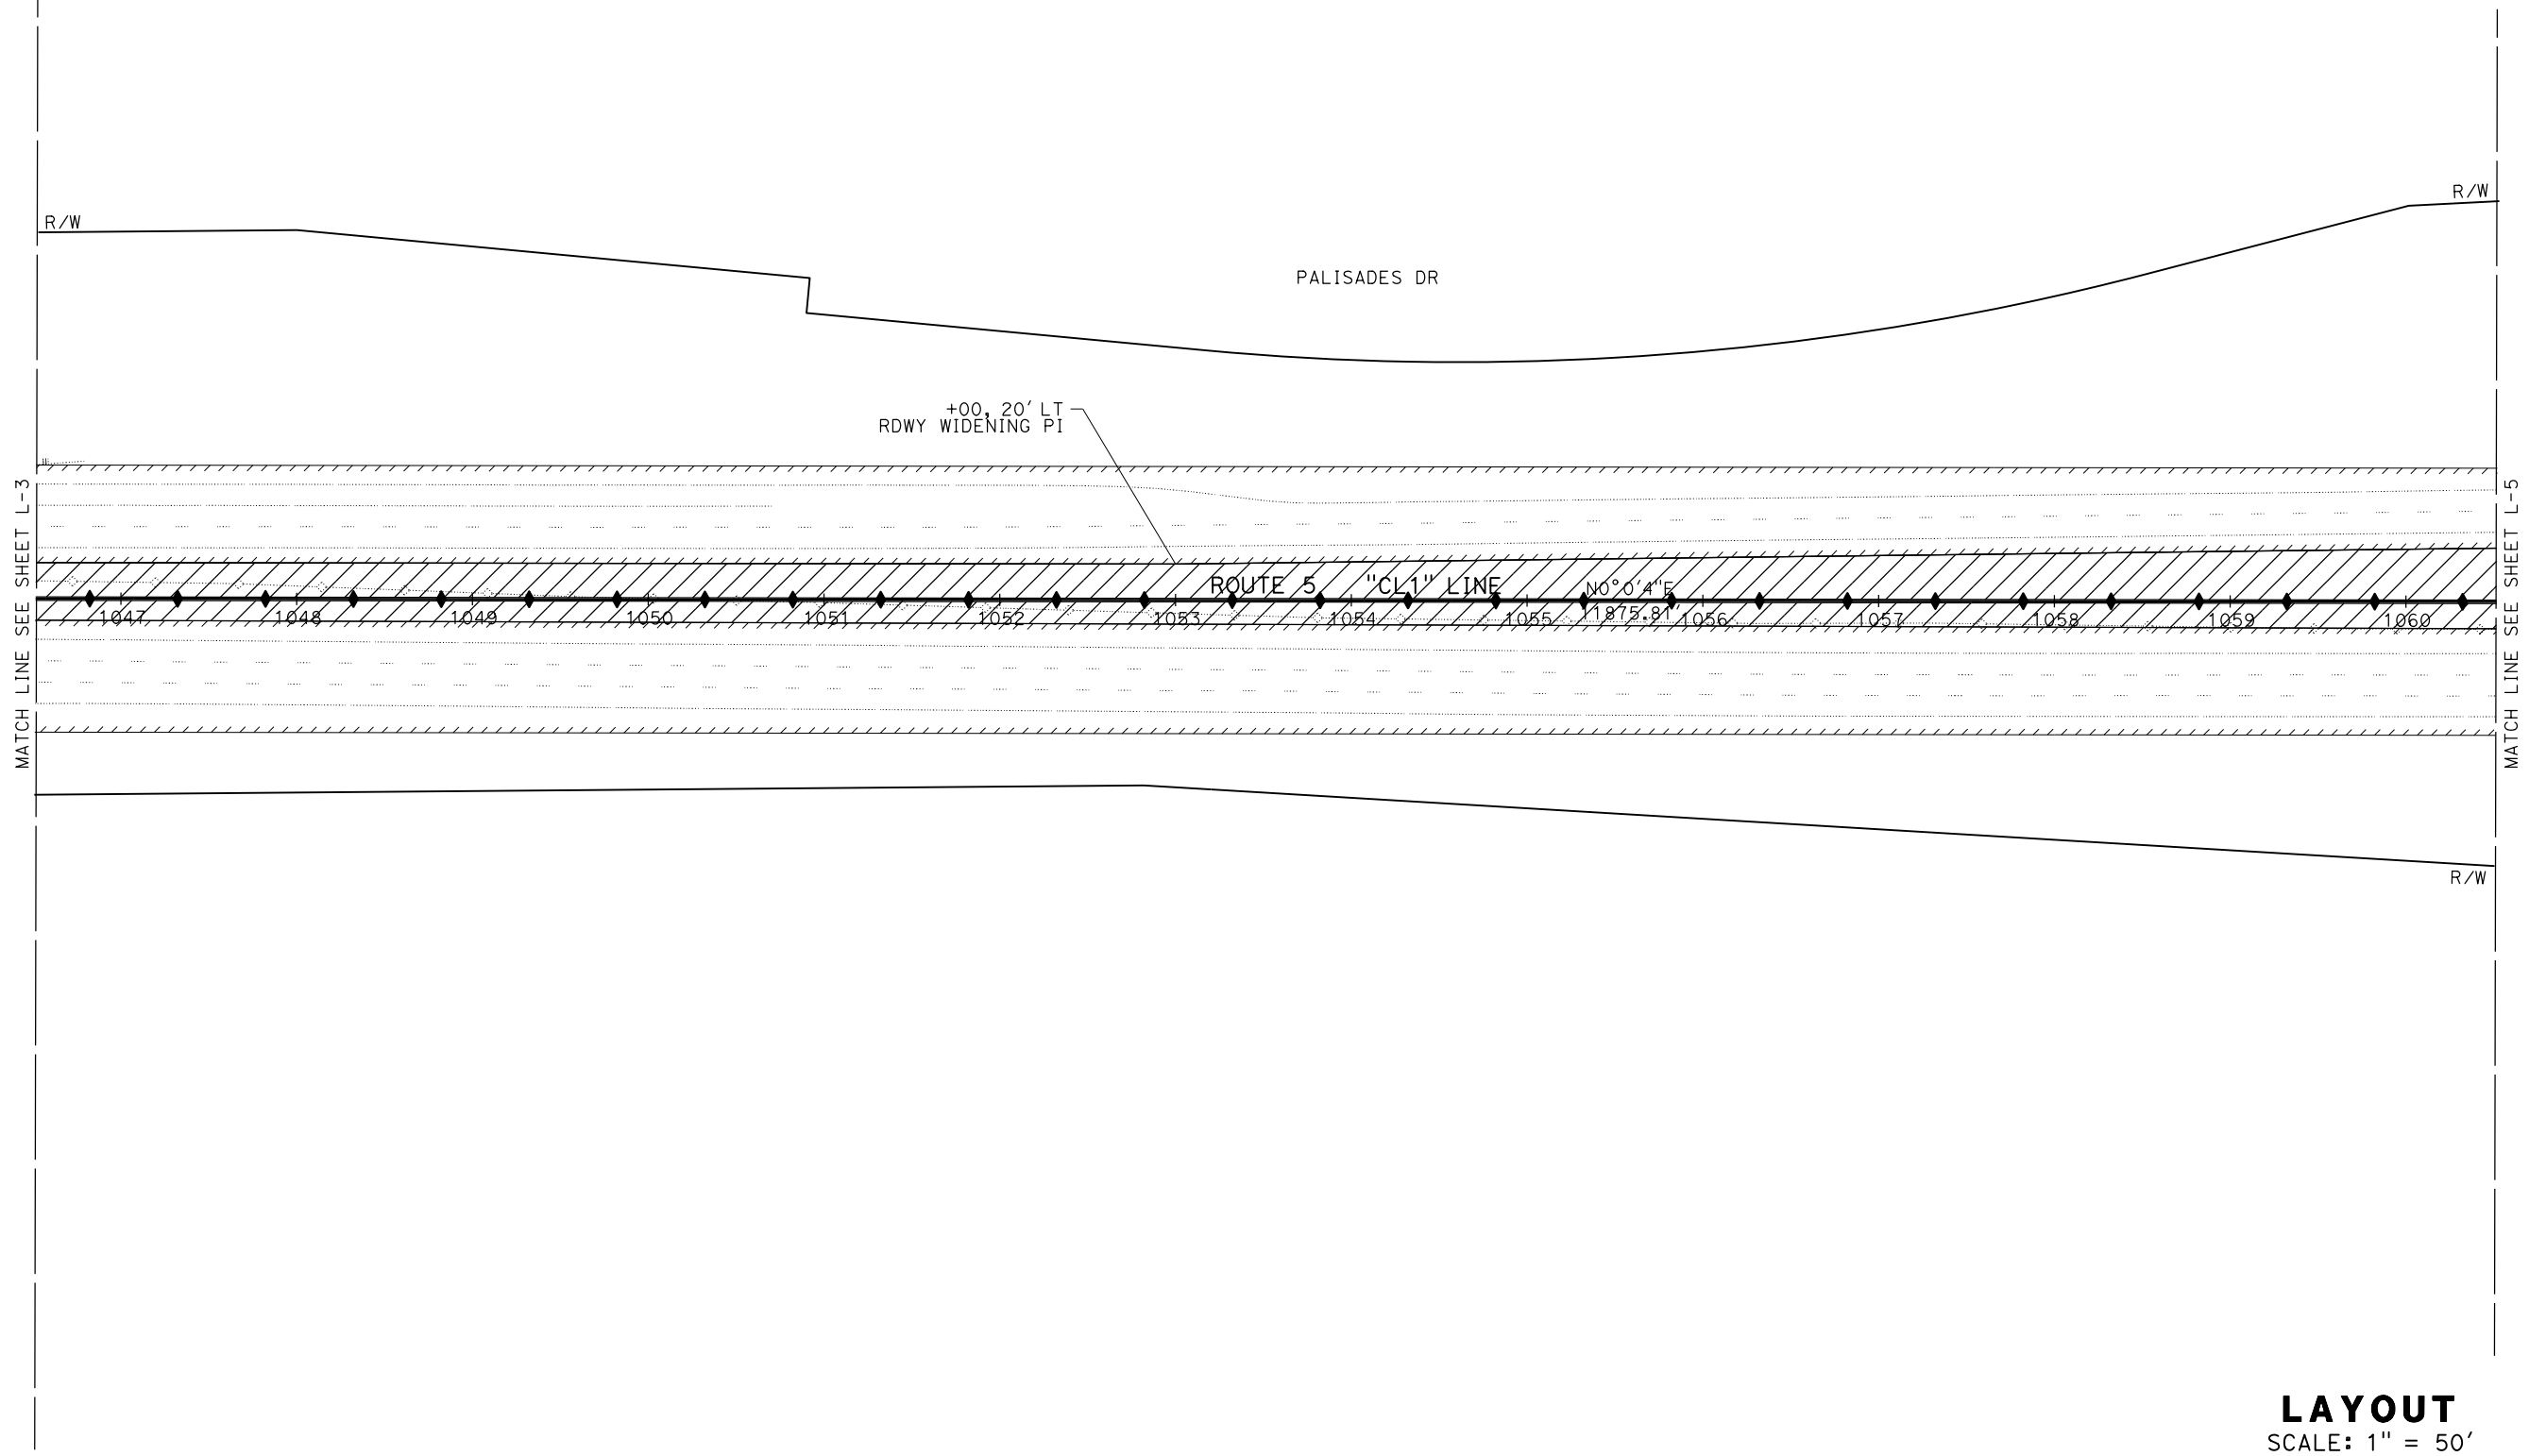 R/W
R/W
PALISADES DR
+00, 20' LT
RDWY WIDENING PI
MATCH LINE SEE SHEET L-3
MATCH LINE SEE SHEET L-5
ROUTE 5 "CL1" LINE
N0°0'4"E
11875.81
1047 1048 1049 1050 1051 1052 1053 1054 1055 1056 1057 1058 1059 1060
R/W
LAYOUT
SCALE: 1" = 50'